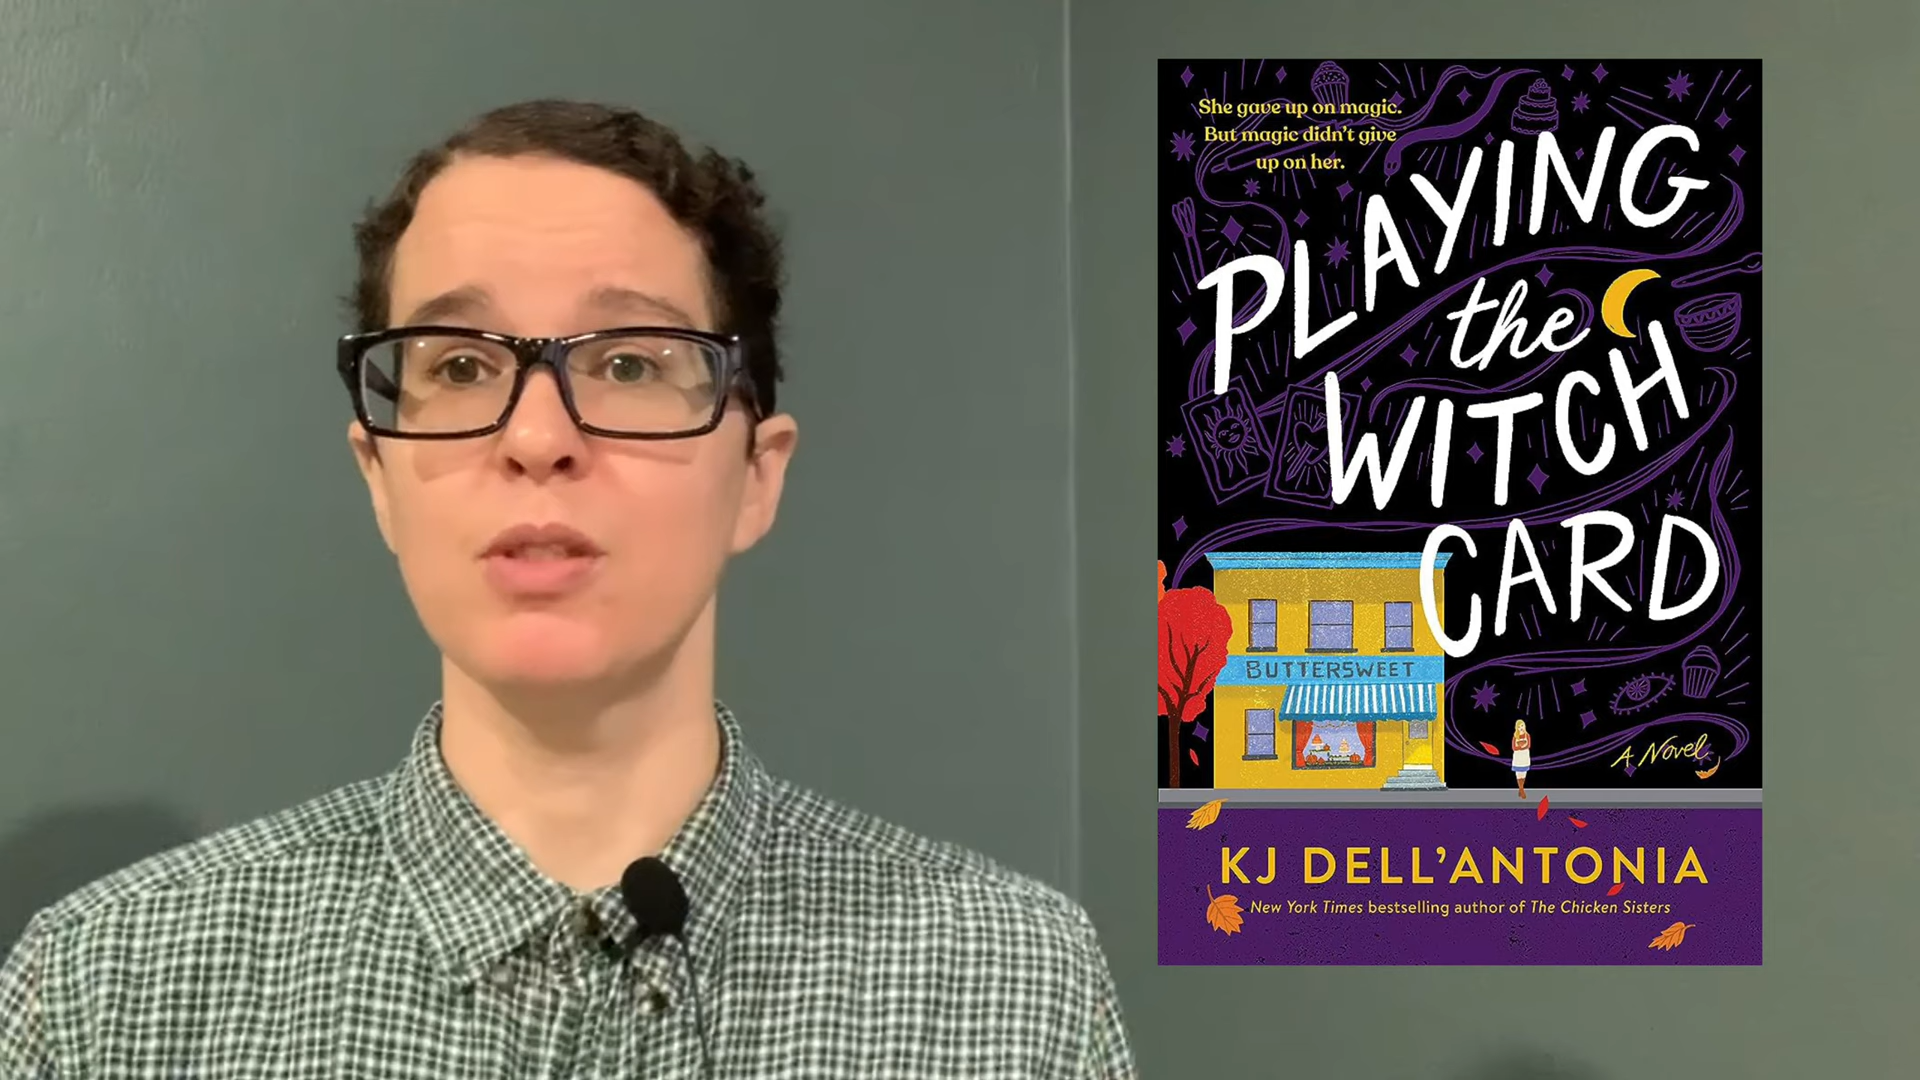 She gave up on magic.
But magic didn't give
up on her.
PLAYING
the
WITCH
CARD
BUTTERSWEET
A Novel
KJ DELL'ANTONIA
New York Times bestselling author of The Chicken Sisters